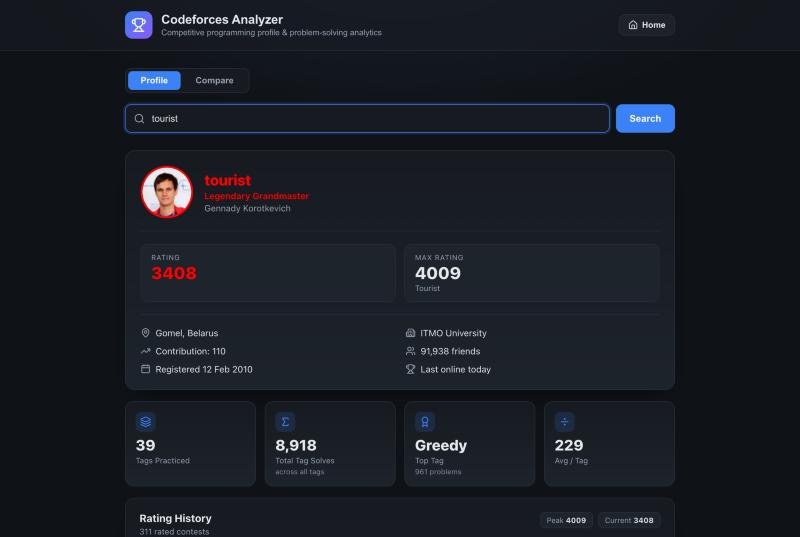 Codeforces Analyzer
Competitive programming profile & problem-solving analytics
Home
Profile
Compare
tourist
Search
tourist
Legendary Grandmaster
Gennady Korotkevich
RATING
3408
MAX RATING
4009
Tourist
Gomel, Belarus
ITMO University
Contribution: 110
91,938 friends
Registered 12 Feb 2010
Last online today
39
Tags Practiced
8,918
Total Tag Solves
across all tags
Greedy
Top Tag
961 problems
229
Avg / Tag
Rating History
311 rated contests
Peak 4009
Current 3408